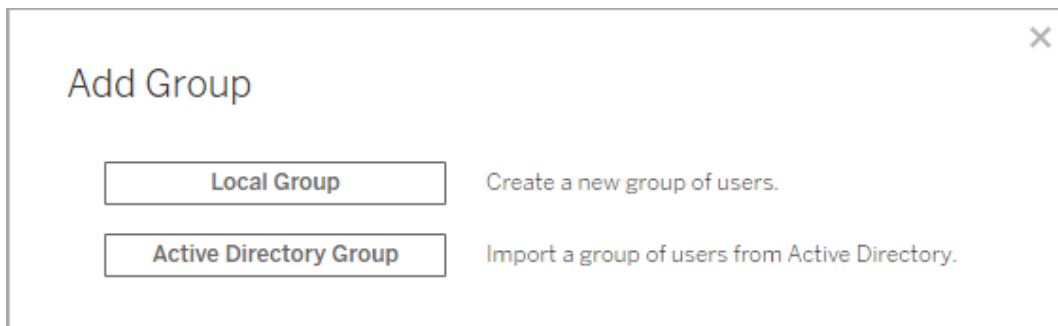 Add Group
Local Group Create a new group of users.
Active Directory Group Import a group of users from Active Directory.